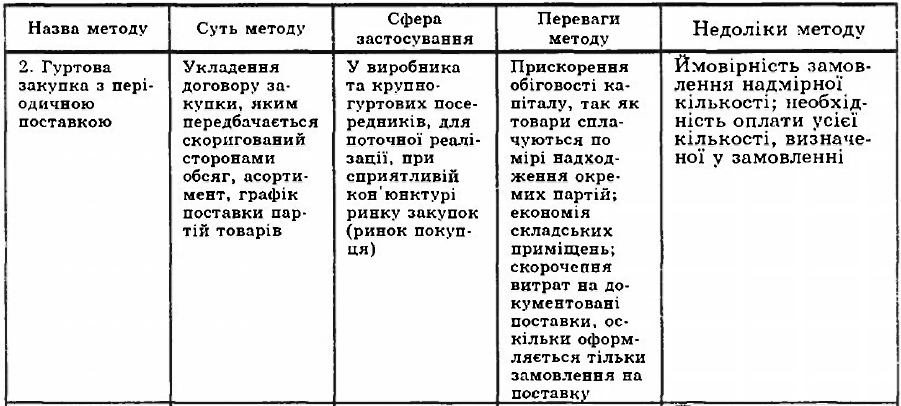 Назва методу
Суть методу
Сфера
застосування
Переваги
методу
Недоліки методу
2. Гуртова
закупка з пері-
одичною
поставкою
Укладення
договору за-
купки, яким
передбачається
скоригований
сторонами
обсяг, асорти-
мент, графік
поставки пар-
тій товарів
У виробника
та крупно-
гуртових посе-
редників, для
поточної реалі-
зації, при
сприятливій
кон'юнктурі
ринку закупок
(ринок покуп-
ця)
Прискорення
обіговості ка-
піталу, так як
товари спла-
чуються по
мірі надход-
ження окре-
мих партій;
економія
складських
приміщень;
скорочення
витрат на до-
кументовані
поставки, ос-
кільки оформ-
ляється тільки
замовлення на
поставку
Ймовірність замов-
лення надмірної
кількості; необхід-
ність оплати усієї
кількості, визначе-
ної у замовленні